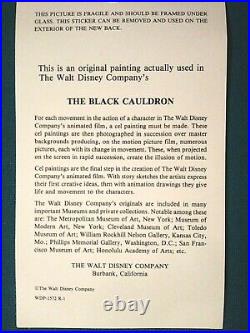 THIS PICTURE IS FRAGILE AND SHOULD BE FRAMED UNDER
GLASS. THIS STICKER CAN BE REMOVED AND USED ON THE
EXTERIOR OF THE NEW BACK.
This is an original painting actually used in
The Walt Disney Company's
THE BLACK CAULDRON
For each movement in the action of a character in The Walt Disney
Company's animated film, a cel painting must be made. These
cel paintings are then photographed in succession over master
backgrounds producing, on the motion picture film, numerous
pictures, each with its change in movement. These, when projected
on the screen in rapid succession, create the illusion of motion.
Cel paintings are the final step in the creation of The Walt Disney
Company's animated film. With story sketches the artists express
their first creative ideas, then with animation drawings they give
life and movement to the characters.
The Walt Disney Company's originals are included in many
important Museums and private collections. Notable among these
are: The Metropolitan Museum of Art, New York; Museum of
Modern Art, New York; Cleveland Museum of Art; Toledo
Museum of Art; William Rockhill Nelson Gallery, Kansas City,
Mo.; Phillips Memorial Gallery, Washington, D.C.; San Fran-
cisco Museum of Art; Honolulu Academy of Arts; etc.
THE WALT DISNEY COMPANY
Burbank, California
©The Walt Disney Company
WDP-1572 R-1